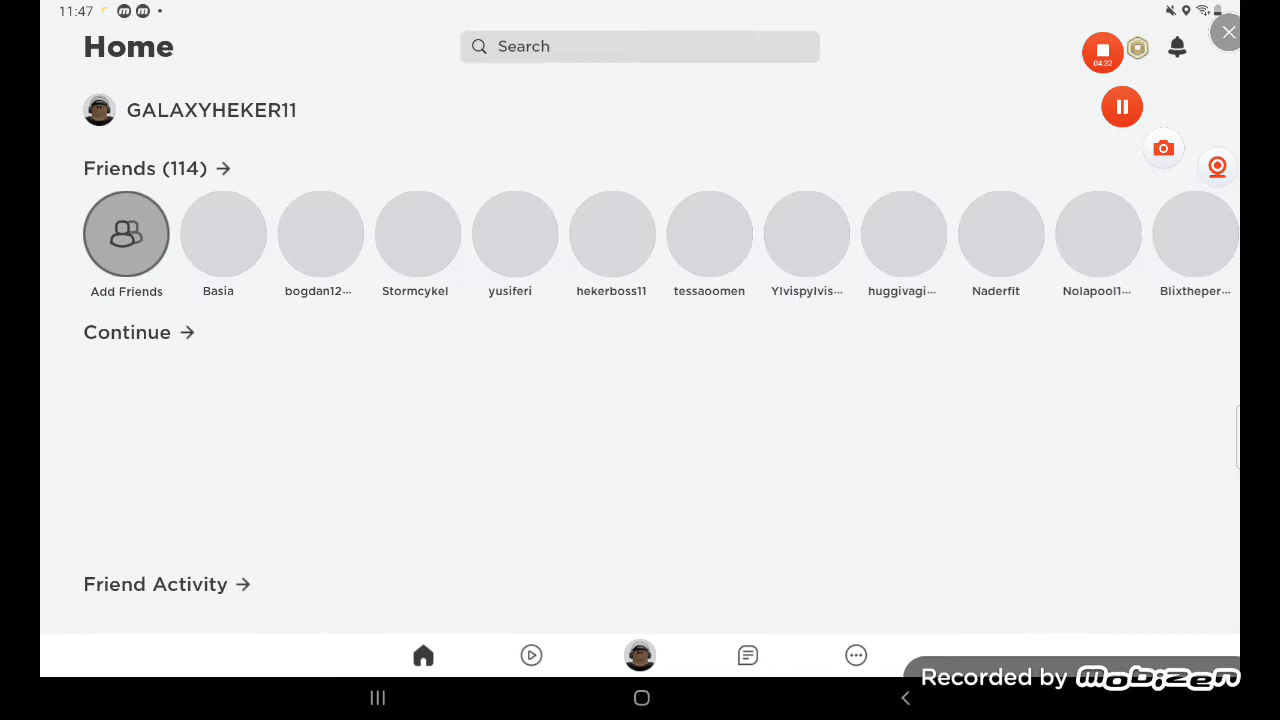 11:47
Home
Search
04:32
GALAXYHEKER11
Friends (114)
Add Friends
Basia
bogdan12...
Stormcykel
yusiferi
hekerboss11
tessaoomen
Ylvispylvis...
huggivagi...
Naderfit
Nolapool1...
Blixtheper...
Continue
Friend Activity
Recorded by mobizen